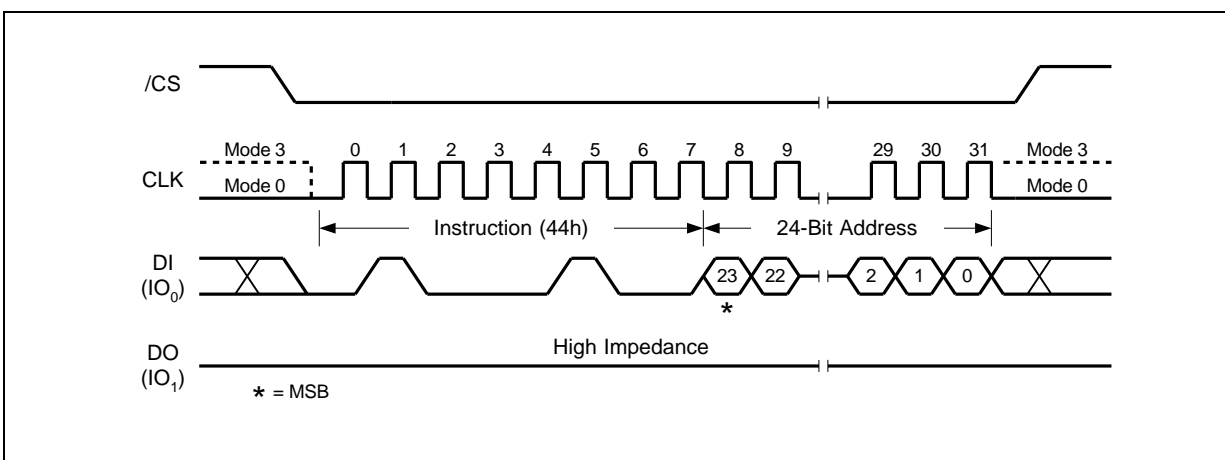 /CS
Mode 3 0 1 2 3 4 5 6 7 8 9 29 30 31 Mode 3
CLK
Mode 0 Mode 0
Instruction (44h) 24-Bit Address
DI
(IO0)
23 22 2 1 0
*
High Impedance
DO
(IO1)
* = MSB